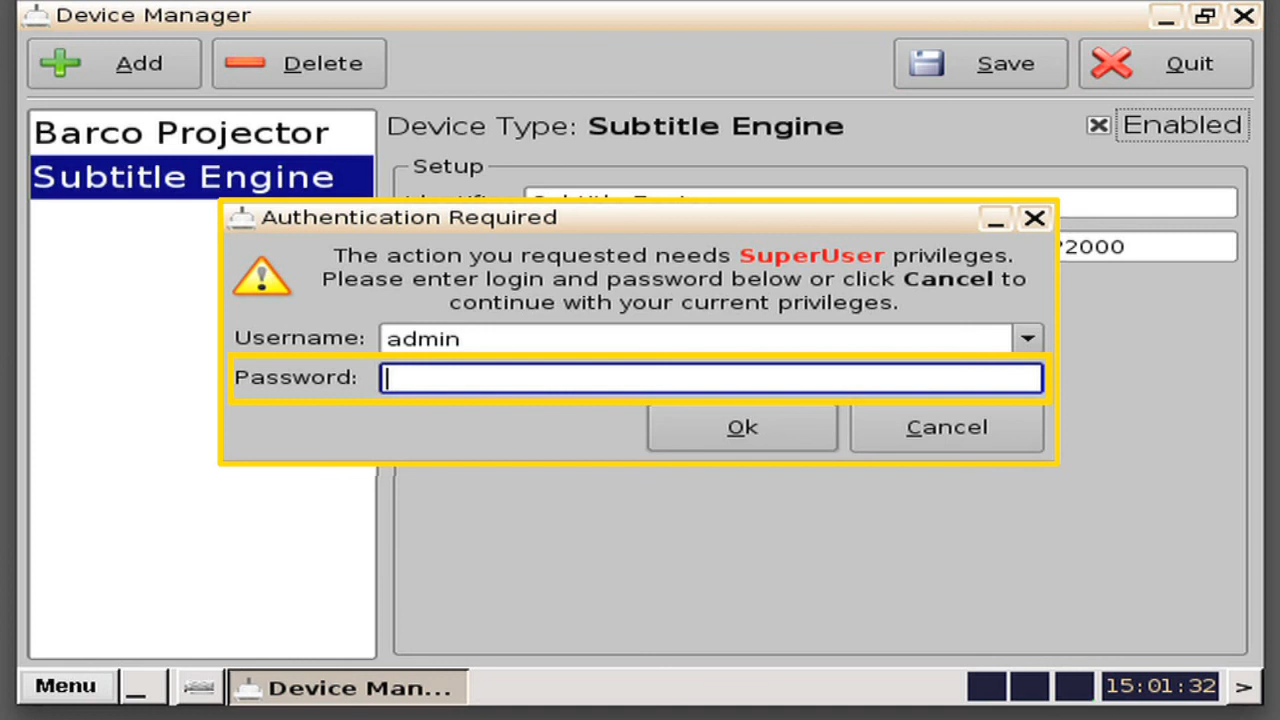 Device Manager
Add
Delete
Save
Quit
Barco Projector
Subtitle Engine
Device Type: Subtitle Engine
Enabled
Setup
Authentication Required
2000
The action you requested needs SuperUser privileges.
Please enter login and password below or click Cancel to
continue with your current privileges.
Username:
admin
Password:
Ok
Cancel
Menu
Device Man...
15:01:32
>